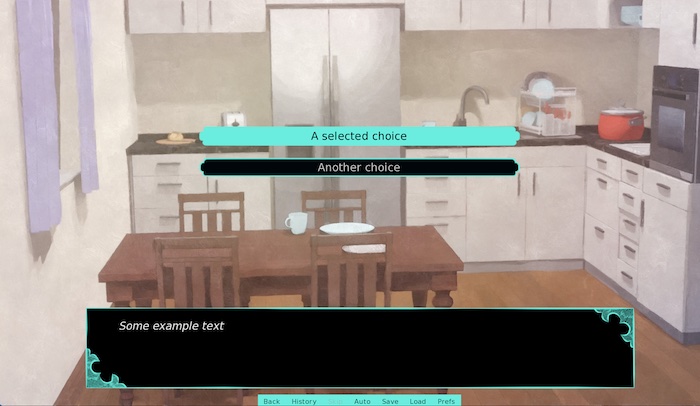 A selected choice
Another choice
Some example text
Back History Auto Save Load Prefs